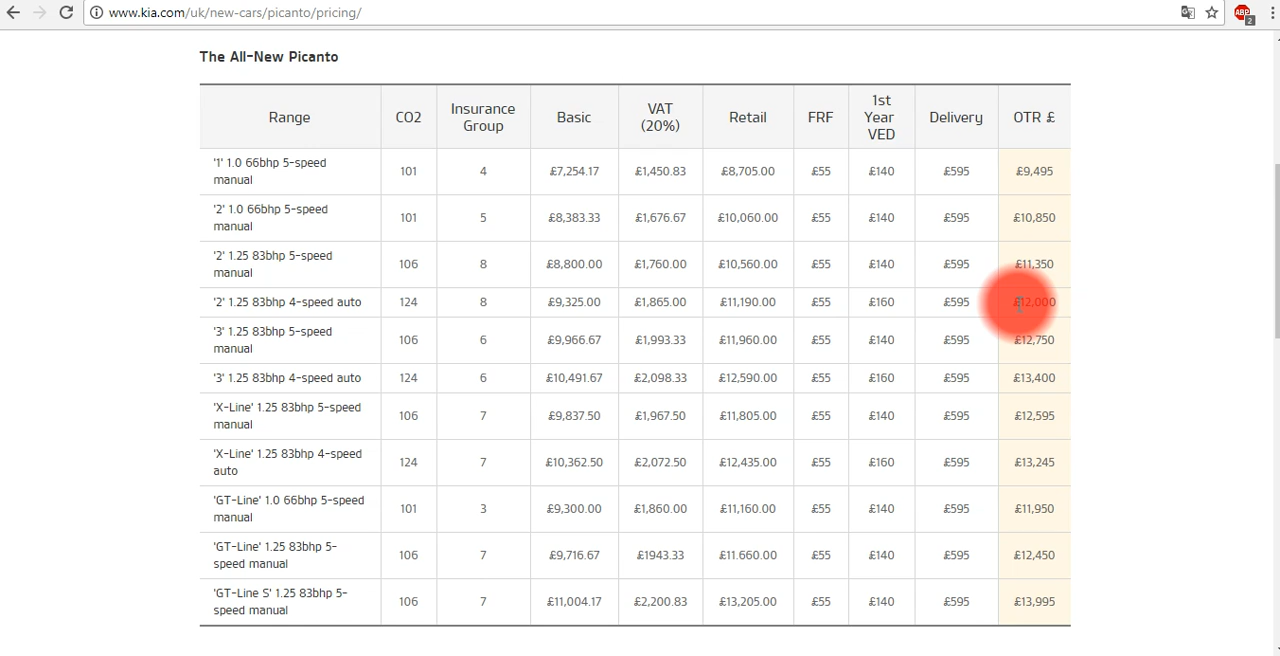 www.kia.com/uk/new-cars/picanto/pricing/
ABP
2
The All-New Picanto
Range CO2 Insurance Group Basic VAT (20%) Retail FRF 1st Year VED Delivery OTR £
'1' 1.0 66bhp 5-speed manual 101 4 £7,254.17 £1,450.83 £8,705.00 £55 £140 £595 £9,495
'2' 1.0 66bhp 5-speed manual 101 5 £8,383.33 £1,676.67 £10,060.00 £55 £140 £595 £10,850
'2' 1.25 83bhp 5-speed manual 106 8 £8,800.00 £1,760.00 £10,560.00 £55 £140 £595 £11,350
'2' 1.25 83bhp 4-speed auto 124 8 £9,325.00 £1,865.00 £11,190.00 £55 £160 £595 £12,000
'3' 1.25 83bhp 5-speed manual 106 6 £9,966.67 £1,993.33 £11,960.00 £55 £140 £595 £12,750
'3' 1.25 83bhp 4-speed auto 124 6 £10,491.67 £2,098.33 £12,590.00 £55 £160 £595 £13,400
'X-Line' 1.25 83bhp 5-speed manual 106 7 £9,837.50 £1,967.50 £11,805.00 £55 £140 £595 £12,595
'X-Line' 1.25 83bhp 4-speed auto 124 7 £10,362.50 £2,072.50 £12,435.00 £55 £160 £595 £13,245
'GT-Line' 1.0 66bhp 5-speed manual 101 3 £9,300.00 £1,860.00 £11,160.00 £55 £140 £595 £11,950
'GT-Line' 1.25 83bhp 5-speed manual 106 7 £9,716.67 £1943.33 £11.660.00 £55 £140 £595 £12,450
'GT-Line S' 1.25 83bhp 5-speed manual 106 7 £11,004.17 £2,200.83 £13,205.00 £55 £140 £595 £13,995